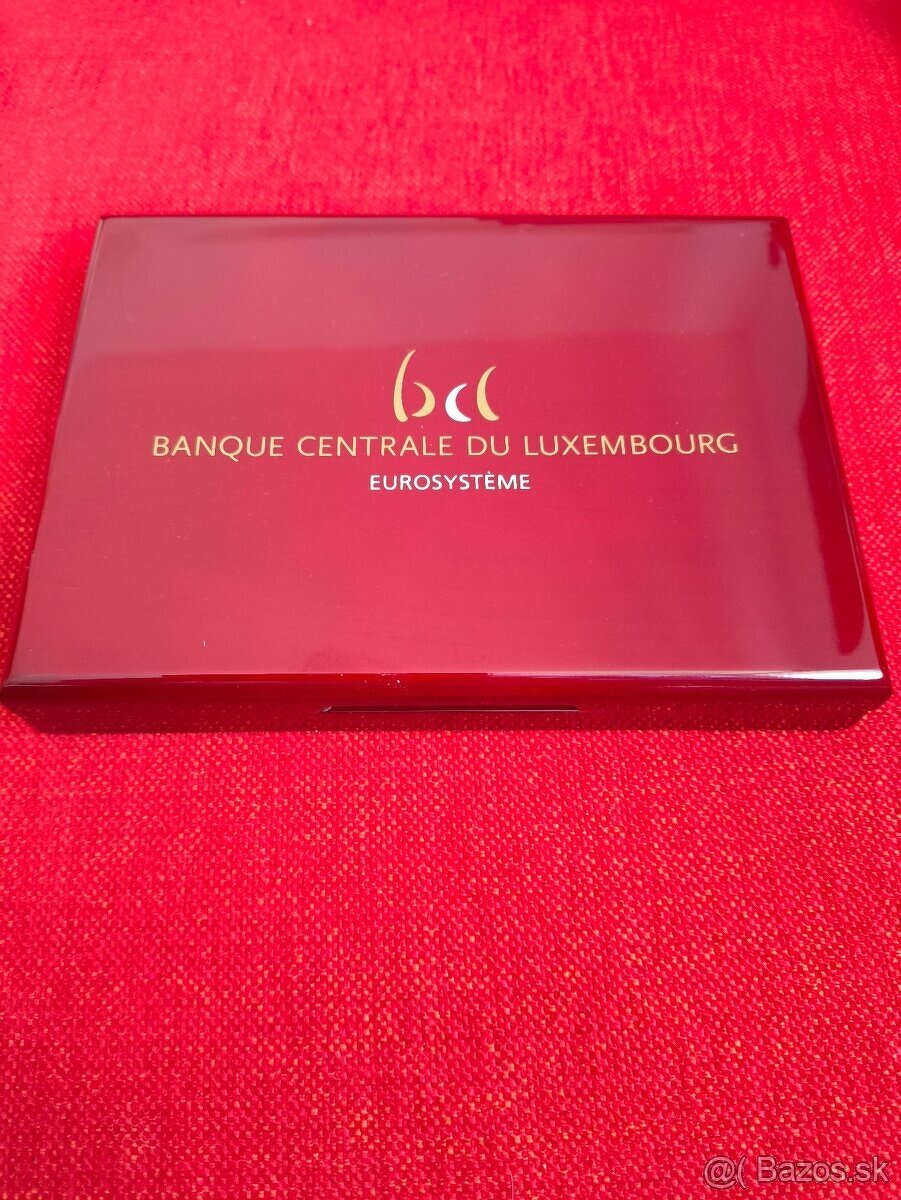 bcl
BANQUE CENTRALE DU LUXEMBOURG
EUROSYSTÈME
@( Bazos.sk